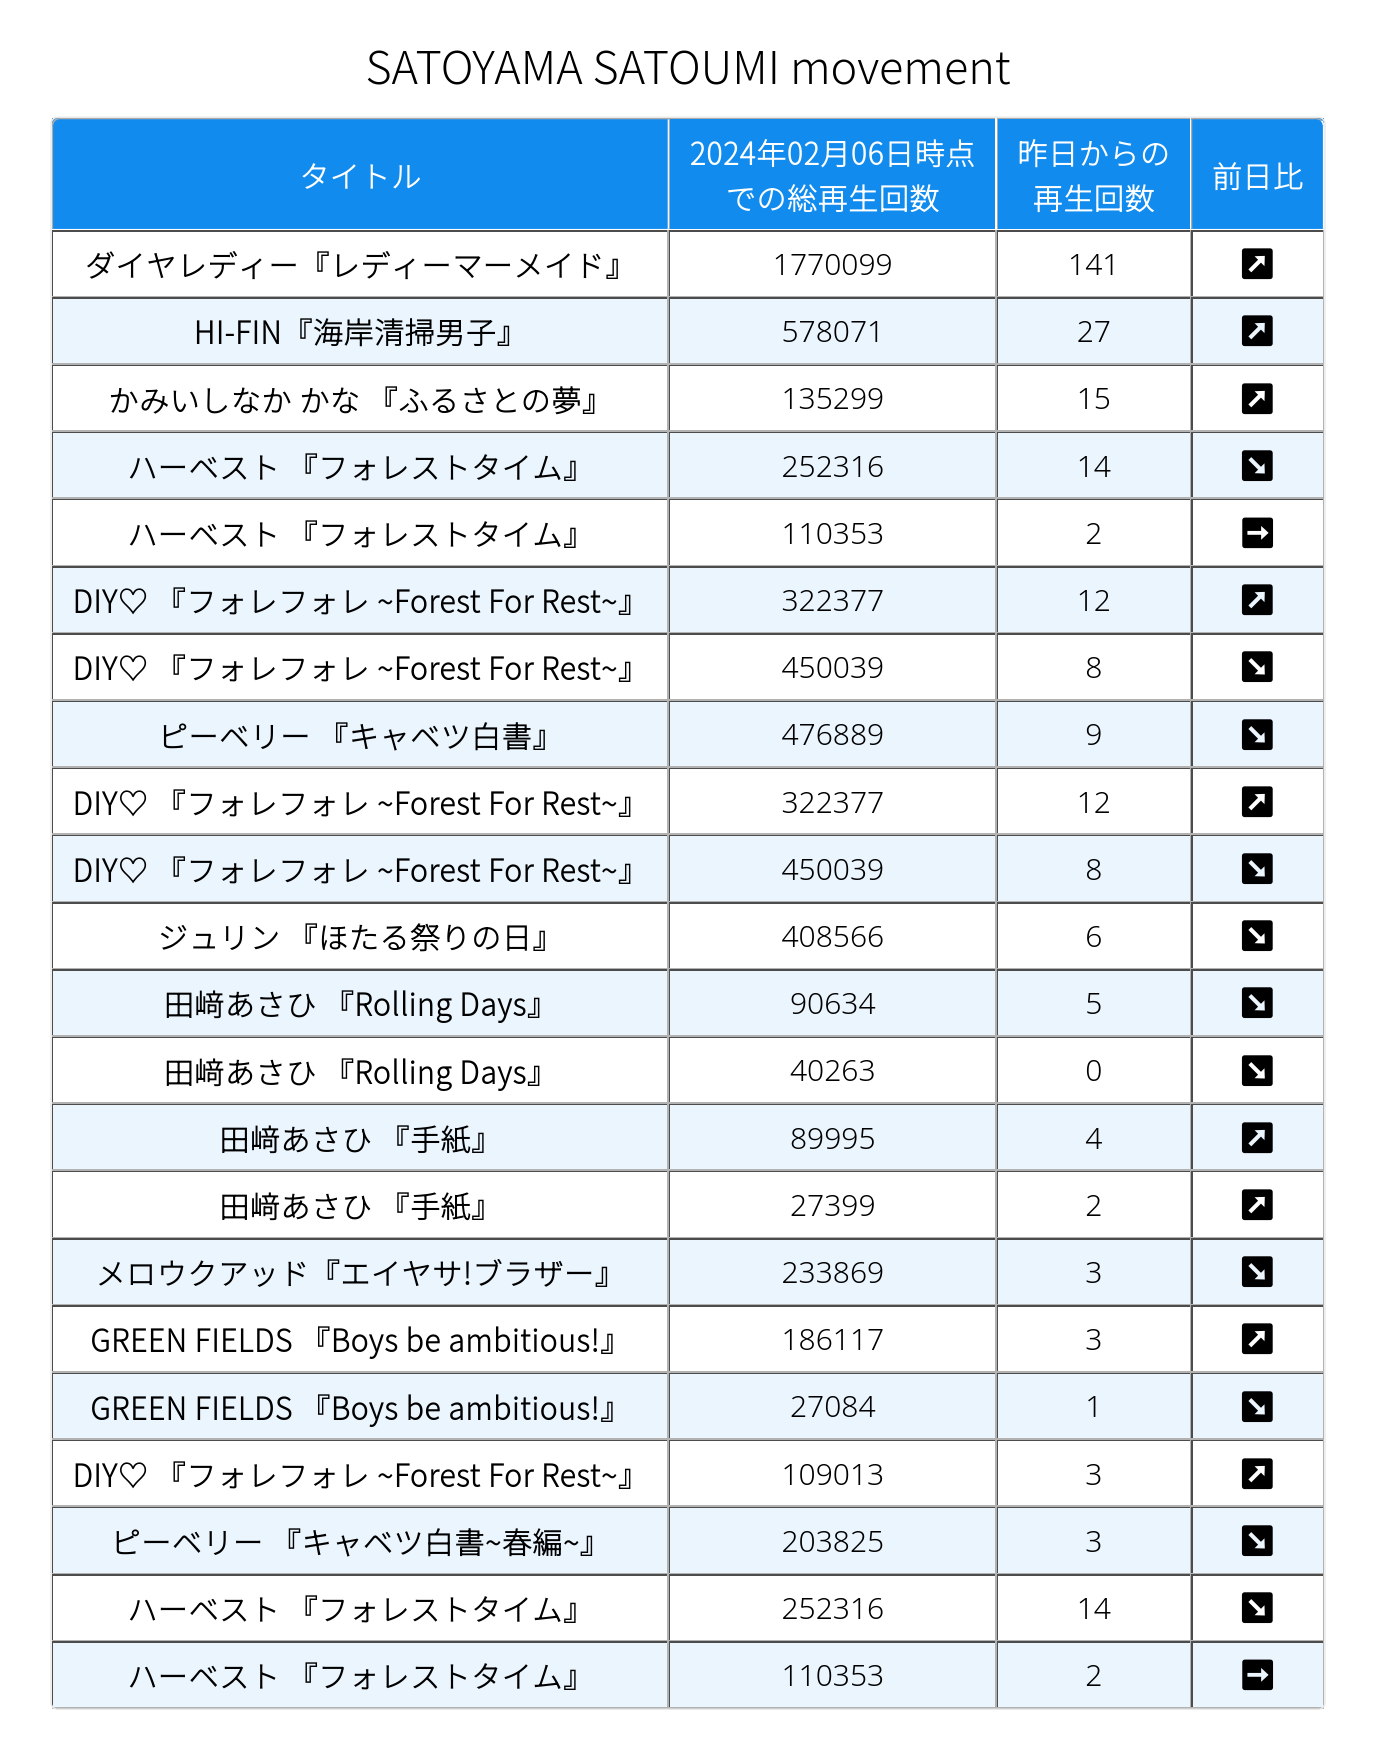 SATOYAMA SATOUMI movement
タイトル 2024年02月06日時点での総再生回数 昨日からの再生回数 前日比
ダイヤレディー『レディーマーメイド』 1770099 141 ↗
HI-FIN『海岸清掃男子』 578071 27 ↗
かみいしなか かな 『ふるさとの夢』 135299 15 ↗
ハーベスト 『フォレストタイム』 252316 14 ↘
ハーベスト 『フォレストタイム』 110353 2 →
DIY♡ 『フォレフォレ ~Forest For Rest~』 322377 12 ↗
DIY♡ 『フォレフォレ ~Forest For Rest~』 450039 8 ↘
ピーベリー 『キャベツ白書』 476889 9 ↘
DIY♡ 『フォレフォレ ~Forest For Rest~』 322377 12 ↗
DIY♡ 『フォレフォレ ~Forest For Rest~』 450039 8 ↘
ジュリン 『ほたる祭りの日』 408566 6 ↘
田﨑あさひ 『Rolling Days』 90634 5 ↘
田﨑あさひ 『Rolling Days』 40263 0 ↘
田﨑あさひ 『手紙』 89995 4 ↗
田﨑あさひ 『手紙』 27399 2 ↗
メロウクアッド『エイヤサ!ブラザー』 233869 3 ↘
GREEN FIELDS 『Boys be ambitious!』 186117 3 ↗
GREEN FIELDS 『Boys be ambitious!』 27084 1 ↘
DIY♡ 『フォレフォレ ~Forest For Rest~』 109013 3 ↗
ピーベリー 『キャベツ白書~春編~』 203825 3 ↘
ハーベスト 『フォレストタイム』 252316 14 ↘
ハーベスト 『フォレストタイム』 110353 2 →